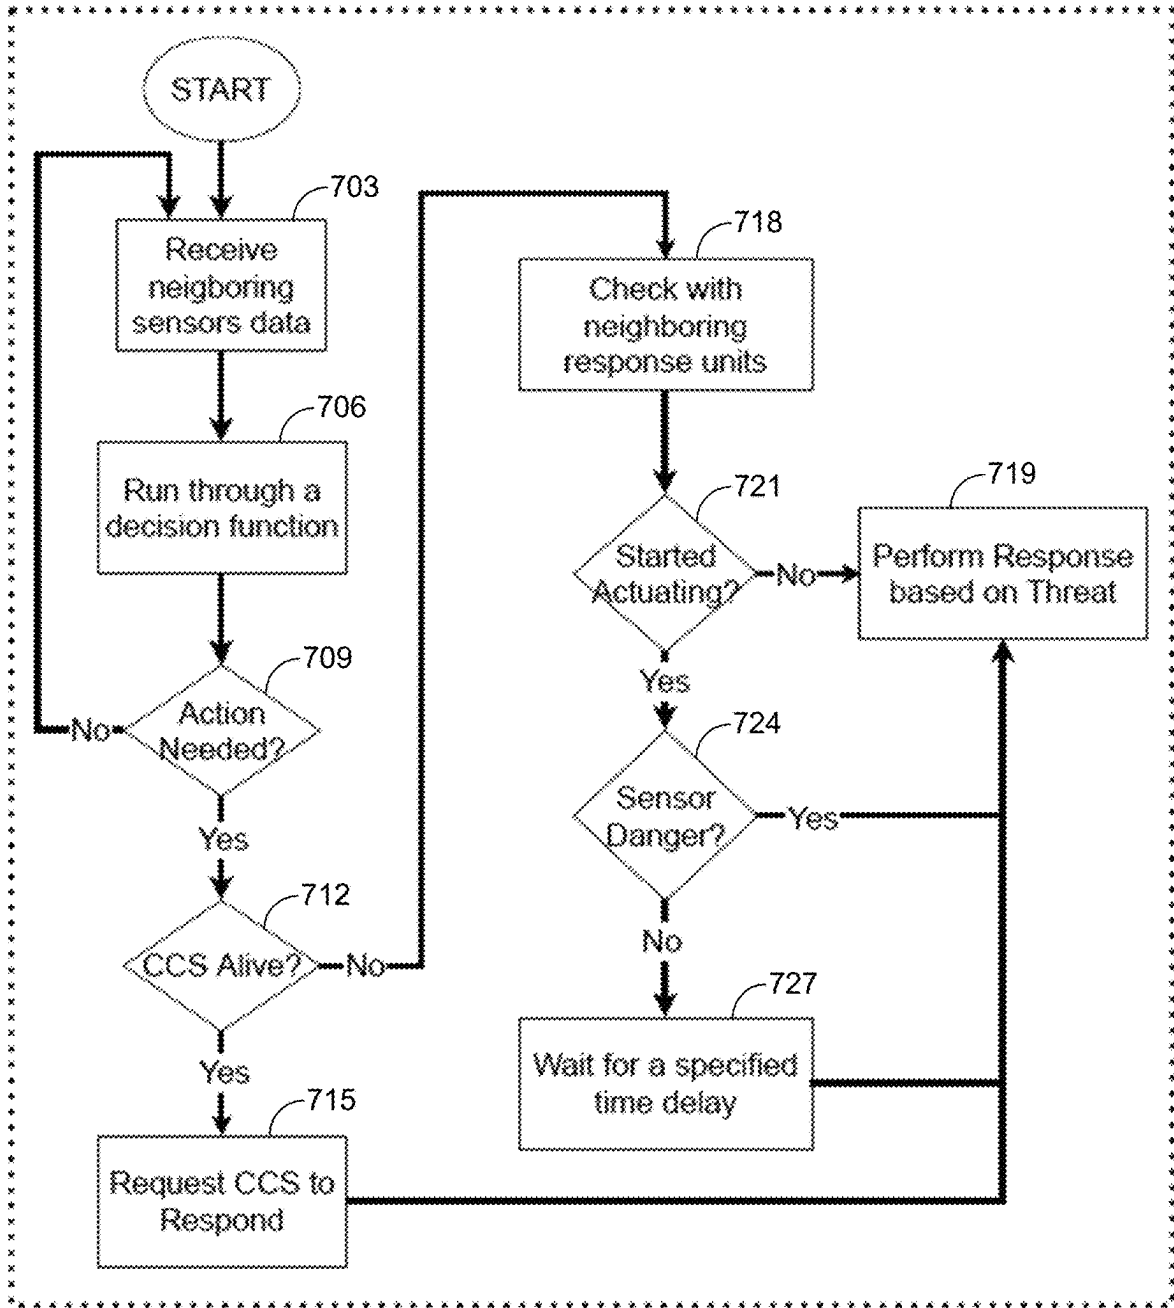 START
703
Receive
neigboring
sensors data
706
Run through a
decision function
709
Action
Needed?
No
Yes
712
CCS Alive?
No
Yes
715
Request CCS to
Respond
718
Check with
neighboring
response units
721
Started
Actuating?
No
719
Perform Response
based on Threat
Yes
724
Sensor
Danger?
Yes
No
727
Wait for a specified
time delay